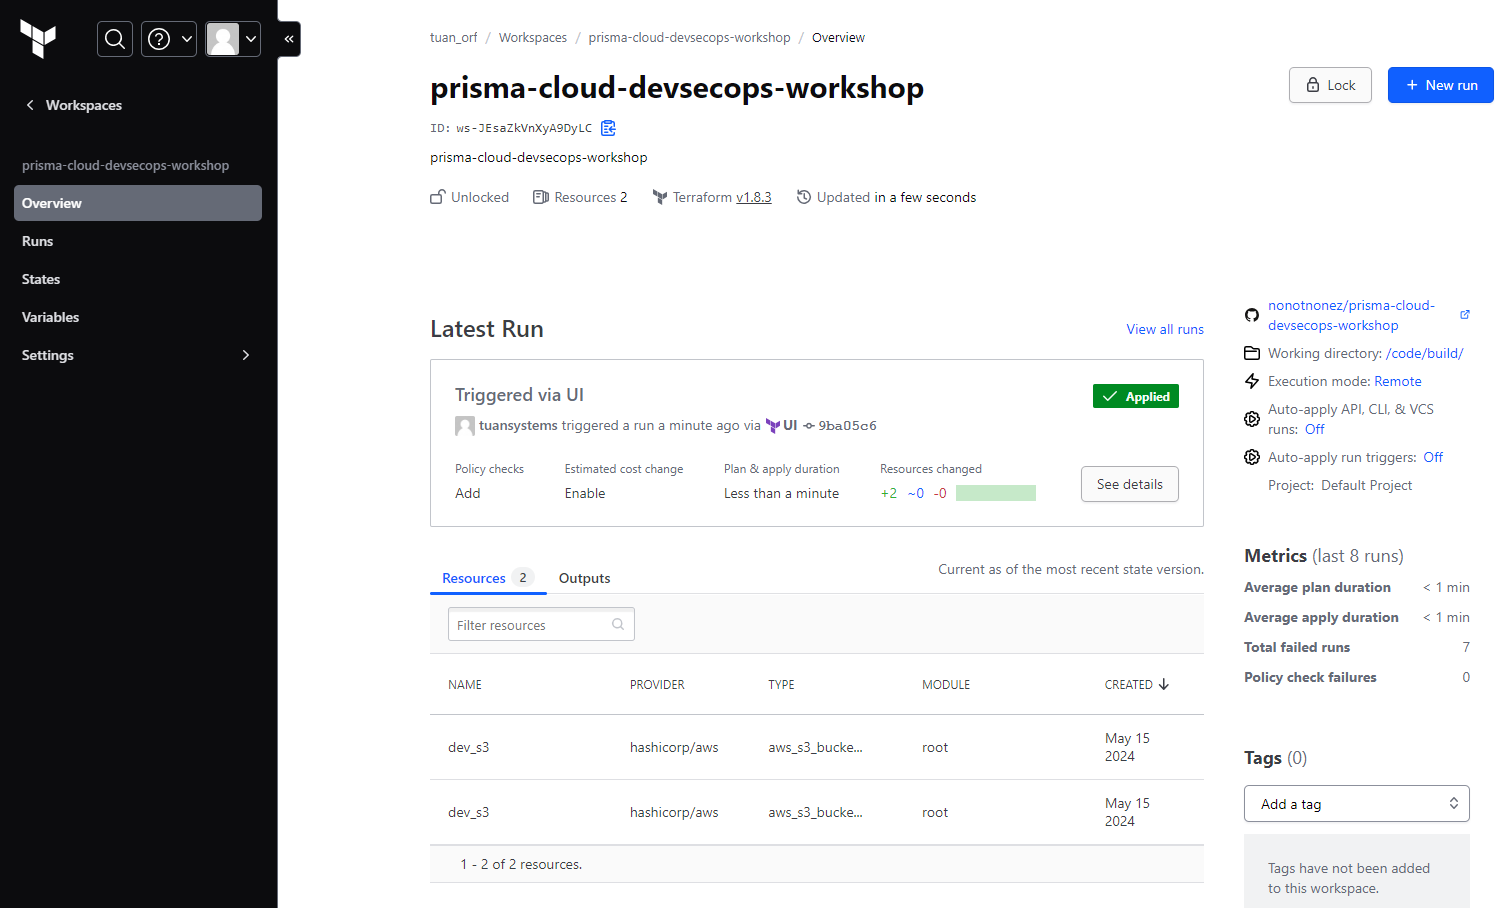 Workspaces
prisma-cloud-devsecops-workshop
Overview
Runs
States
Variables
Settings
tuan_orf / Workspaces / prisma-cloud-devsecops-workshop / Overview
prisma-cloud-devsecops-workshop
Lock
+ New run
ID: ws-JEsaZkVnXyA9DyLC
prisma-cloud-devsecops-workshop
Unlocked Resources 2 Terraform v1.8.3 Updated in a few seconds
Latest Run
View all runs
Triggered via UI
Applied
tuansystems triggered a run a minute ago via UI 9ba05c6
Policy checks Estimated cost change Plan & apply duration Resources changed
Add Enable Less than a minute +2 ~0 -0
See details
Resources 2 Outputs
Current as of the most recent state version.
Filter resources
NAME PROVIDER TYPE MODULE CREATED
dev_s3 hashicorp/aws aws_s3_bucke... root May 15
2024
dev_s3 hashicorp/aws aws_s3_bucke... root May 15
2024
1 - 2 of 2 resources.
nonotnonez/prisma-cloud-
devsecops-workshop
Working directory: /code/build/
Execution mode: Remote
Auto-apply API, CLI, & VCS
runs: Off
Auto-apply run triggers: Off
Project: Default Project
Metrics (last 8 runs)
Average plan duration < 1 min
Average apply duration < 1 min
Total failed runs 7
Policy check failures 0
Tags (0)
Add a tag
Tags have not been added
to this workspace.